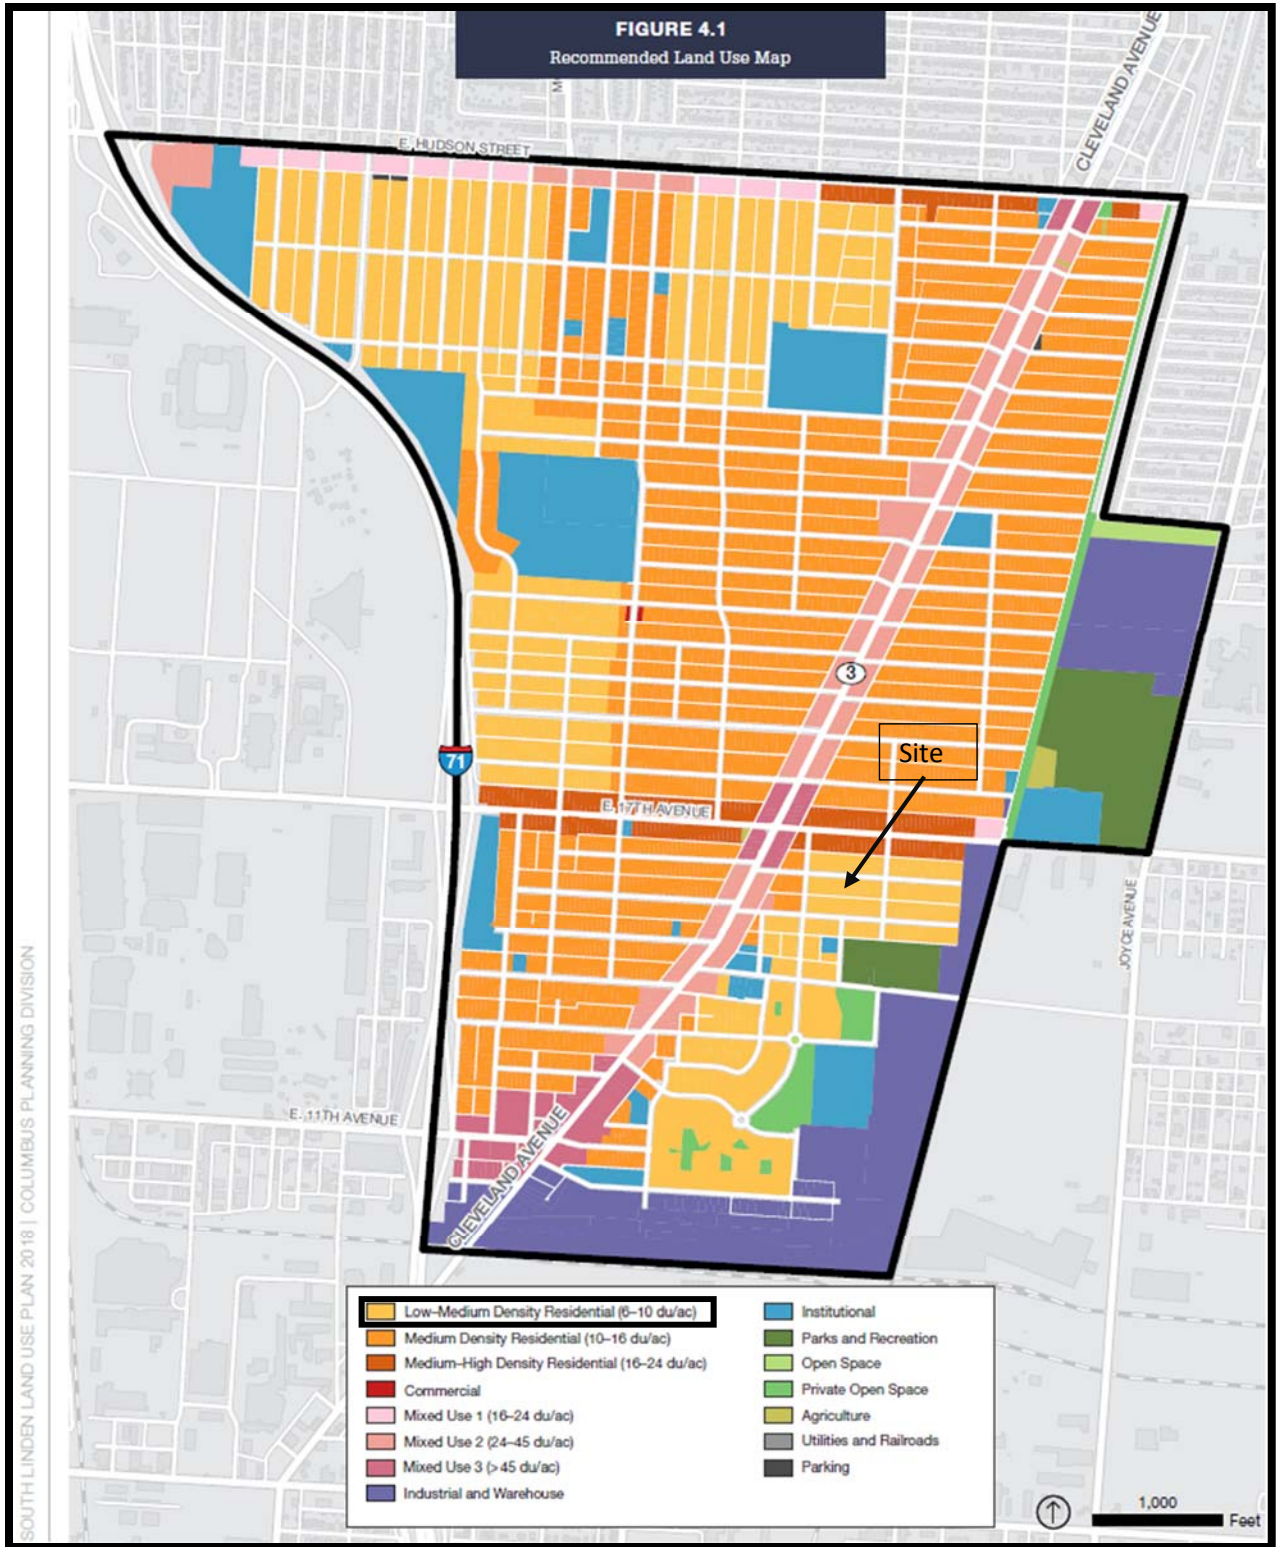 FIGURE 4.1
Recommended Land Use Map
CLEVELAND AVENUE
E. HUDSON STREET
3
Site
71
E. 17TH AVENUE
JOYCE AVENUE
E. 11TH AVENUE
CLEVELAND AVENUE
SOUTH LINDEN LAND USE PLAN 2018 | COLUMBUS PLANNING DIVISION
Low–Medium Density Residential (6–10 du/ac)
Medium Density Residential (10–16 du/ac)
Medium–High Density Residential (16–24 du/ac)
Commercial
Mixed Use 1 (16–24 du/ac)
Mixed Use 2 (24–45 du/ac)
Mixed Use 3 (>45 du/ac)
Industrial and Warehouse
Institutional
Parks and Recreation
Open Space
Private Open Space
Agriculture
Utilities and Railroads
Parking
1,000
Feet